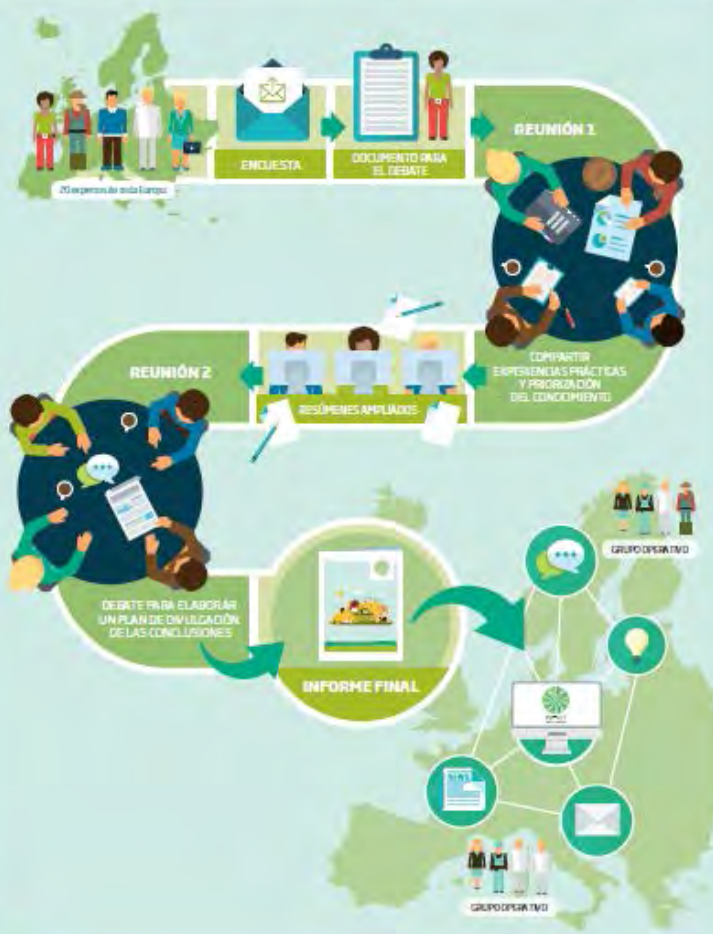 20 expertos de toda Europa
ENCUESTA
DOCUMENTO PARA
EL DEBATE
REUNIÓN 1
COMPARTIR
EXPERIENCIAS PRÁCTICAS
Y PRIORIZACIÓN
DEL CONOCIMIENTO
RESÚMENES AMPLIADOS
REUNIÓN 2
DEBATE PARA ELABORAR
UN PLAN DE DIVULGACIÓN
DE LAS CONCLUSIONES
INFORME FINAL
GRUPO OPERATIVO
NEWS
GRUPO OPERATIVO